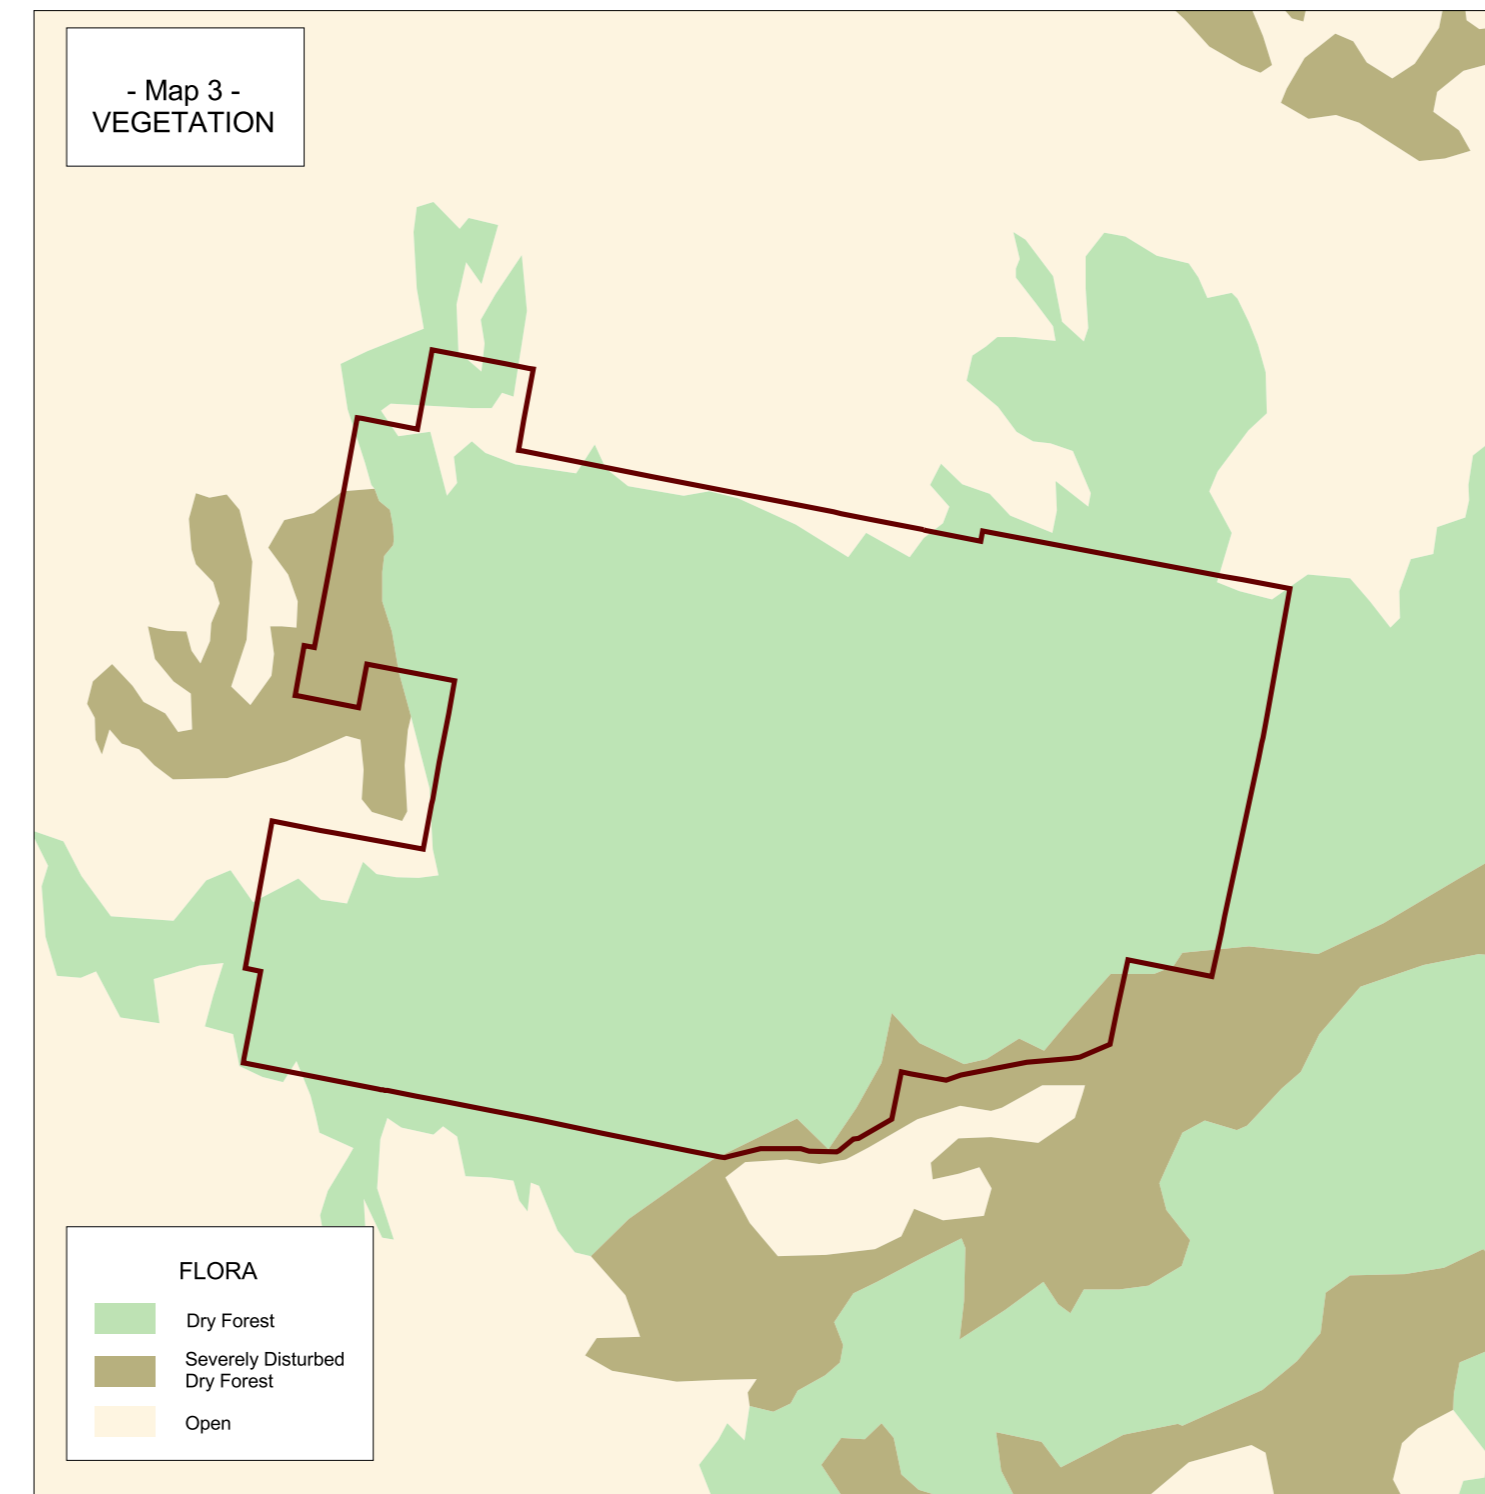 - Map 3 -
VEGETATION
FLORA
Dry Forest
Severely Disturbed
Dry Forest
Open